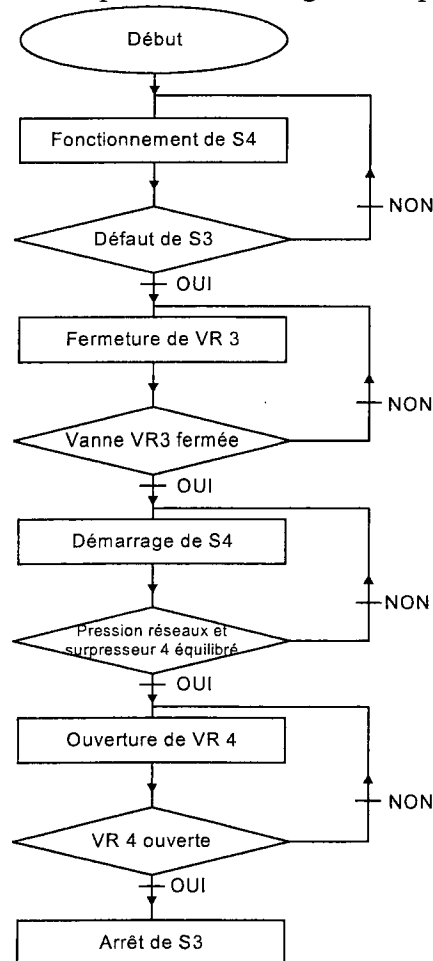 Début
Fonctionnement de S4
NON
Défaut de S3
OUI
Fermeture de VR 3
NON
Vanne VR3 fermée
OUI
Démarrage de S4
NON
Pression réseaux et
surpresseur 4 équilibré
OUI
Ouverture de VR 4
NON
VR 4 ouverte
OUI
Arrêt de S3